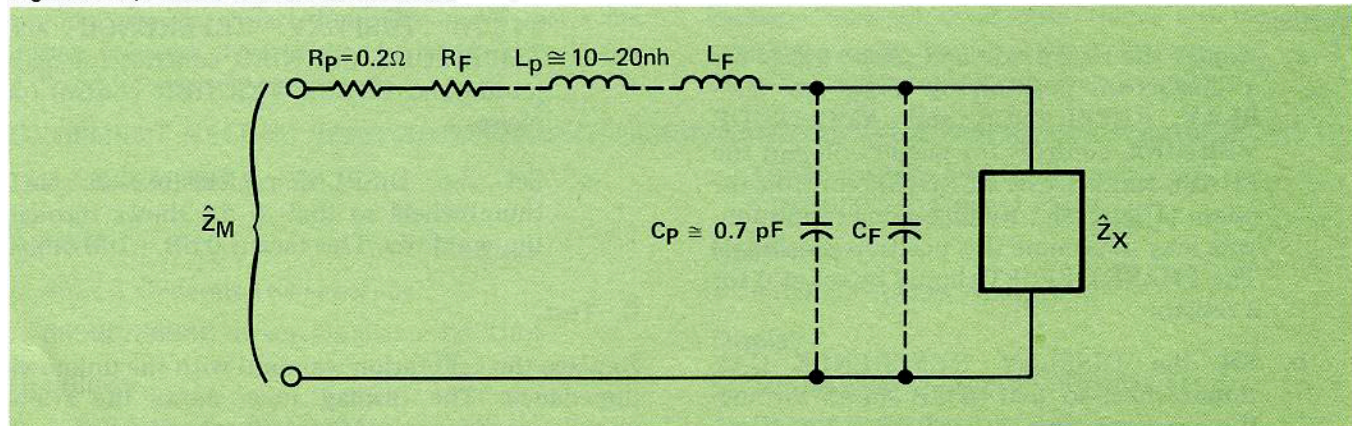 RP=0.2Ω RF Lp≅10–20nh LF
ẐM
CP ≅ 0.7 pF CF
ẐX